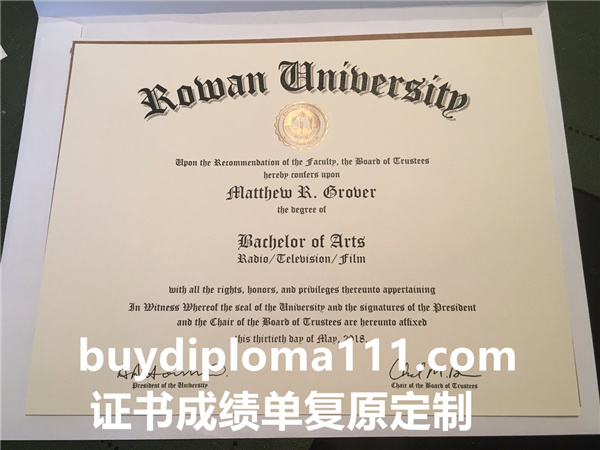 Rowan University
Upon the Recommendation of the Faculty, the Board of Trustees
hereby confers upon
Matthew R. Grover
the degree of
Bachelor of Arts
Radio/Television/Film
with all the rights, honors, and privileges thereunto appertaining
In Witness Whereof the seal of the University and the signatures of the President
and the Chair of the Board of Trustees are hereunto affixed
this thirtieth day of May, 2018
buydiploma111.com
President of the University
Chair of the Board of Trustees
证书成绩单复原定制